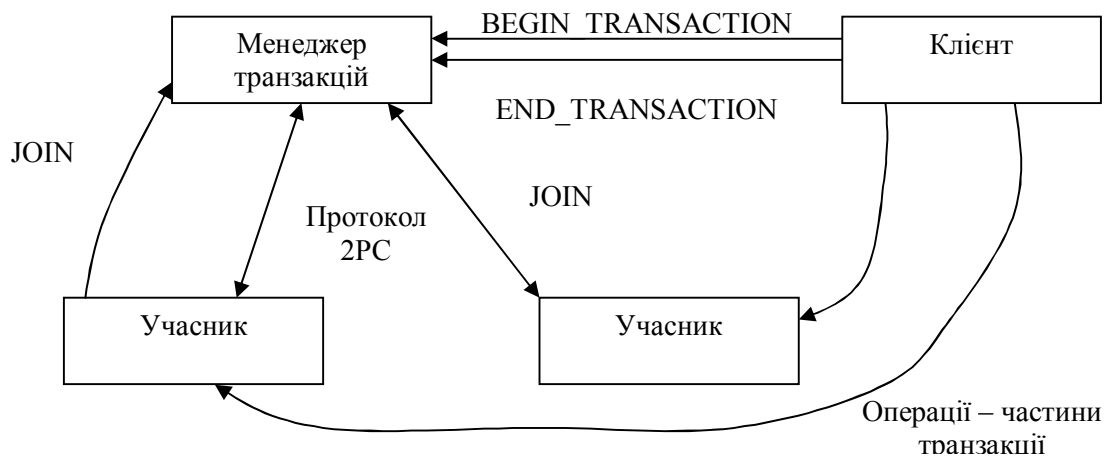 BEGIN_TRANSACTION
Менеджер
транзакцій
Клієнт
END_TRANSACTION
JOIN
JOIN
Протокол
2PC
Учасник
Учасник
Операції – частини
транзакції